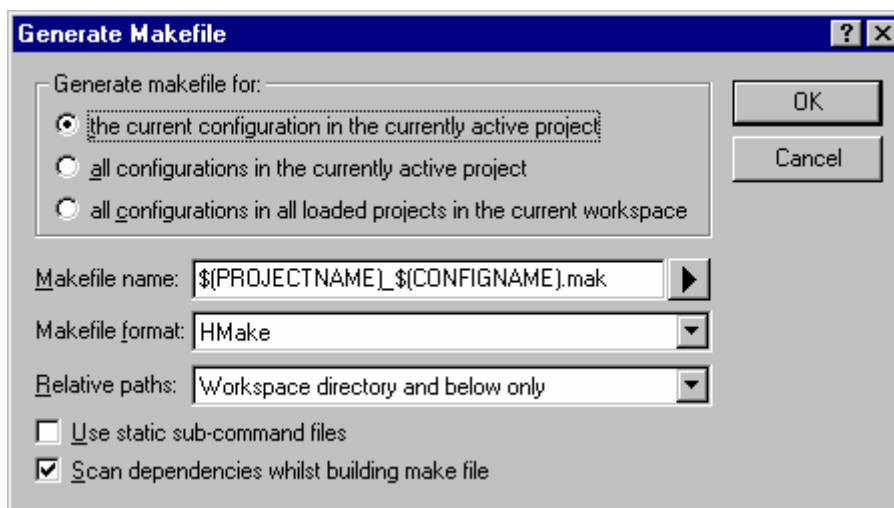 Generate Makefile
Generate makefile for:
the current configuration in the currently active project
all configurations in the currently active project
all configurations in all loaded projects in the current workspace
OK
Cancel
Makefile name: $(PROJECTNAME)_$(CONFIGNAME).mak
Makefile format: HMake
Relative paths: Workspace directory and below only
Use static sub-command files
Scan dependencies whilst building make file